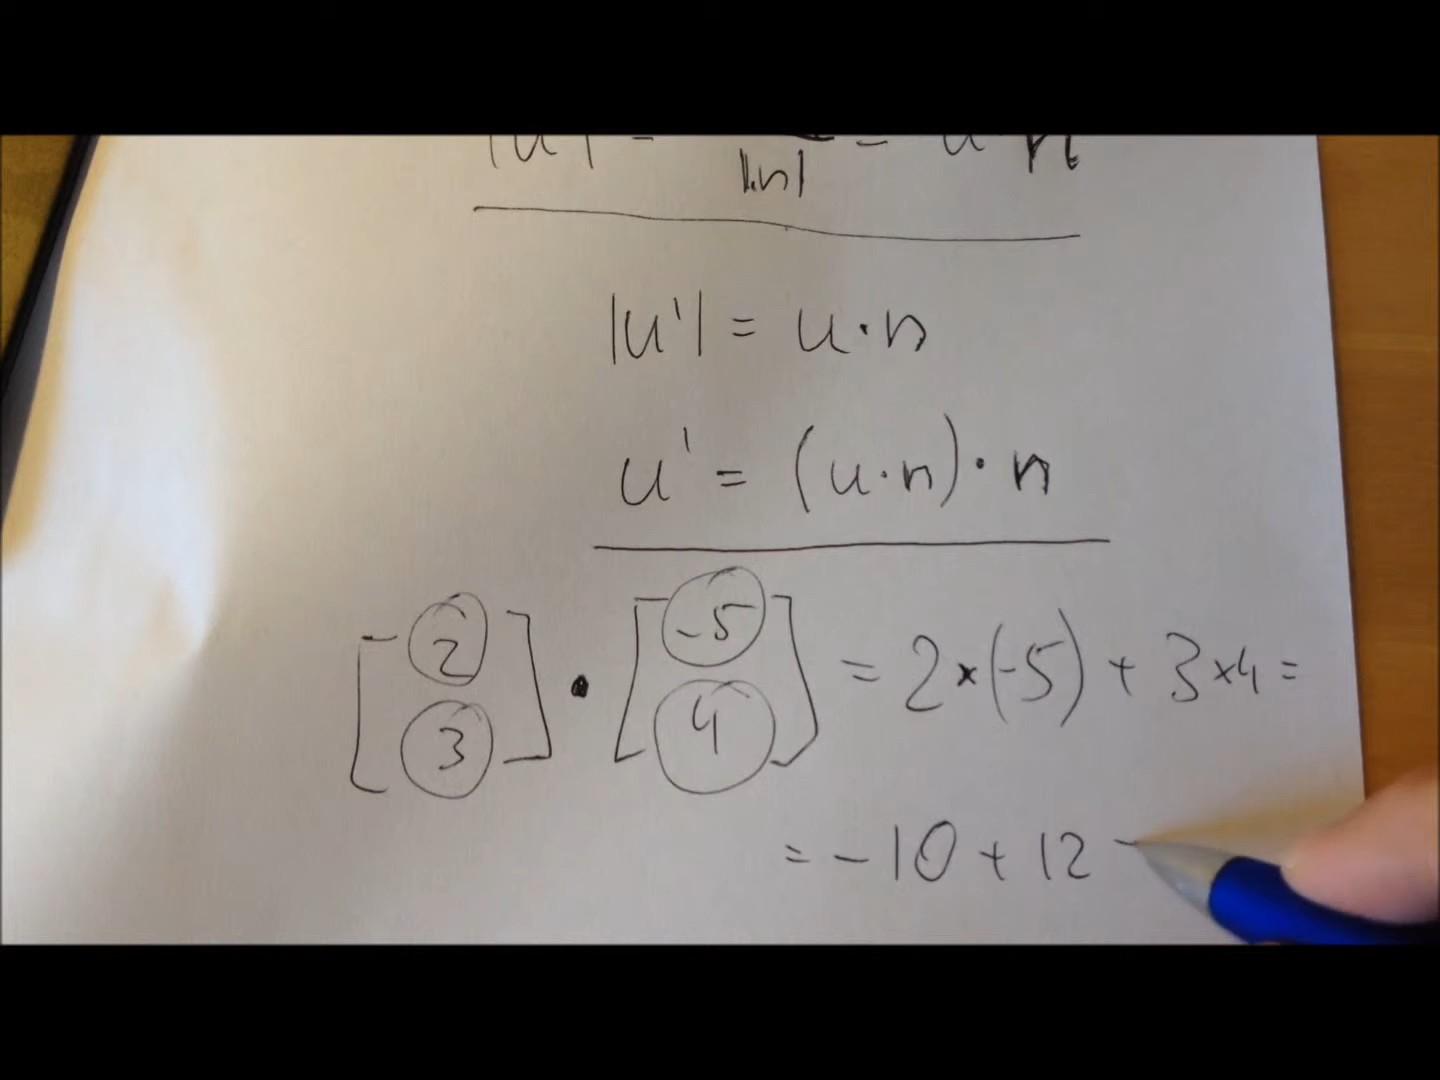 |n|
|u'| = u·n
u' = (u·n)·n
[2 3] · [-5 4] = 2×(-5) + 3×4 =
= -10 + 12